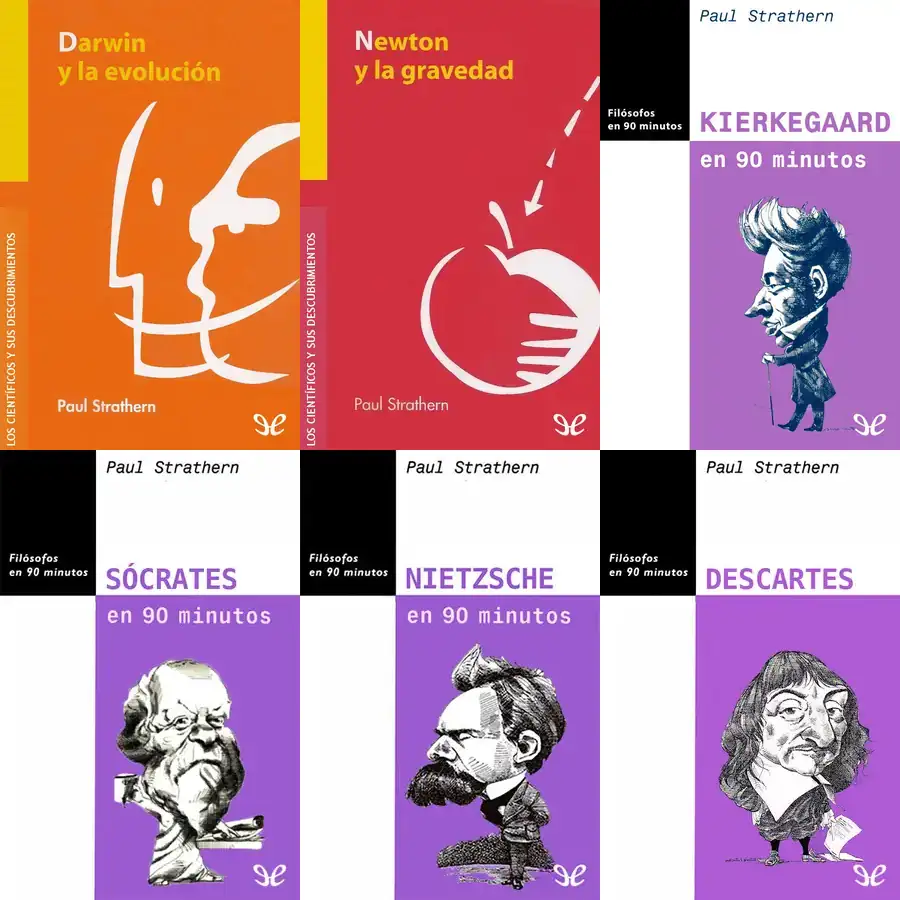 Darwin
y la evolución
LOS CIENTÍFICOS Y SUS DESCUBRIMIENTOS
Paul Strathern
Newton
y la gravedad
LOS CIENTÍFICOS Y SUS DESCUBRIMIENTOS
Paul Strathern
Paul Strathern
Filósofos
en 90 minutos
KIERKEGAARD
en 90 minutos
Paul Strathern
Filósofos
en 90 minutos
SÓCRATES
en 90 minutos
Paul Strathern
Filósofos
en 90 minutos
NIETZSCHE
en 90 minutos
Paul Strathern
Filósofos
en 90 minutos
DESCARTES